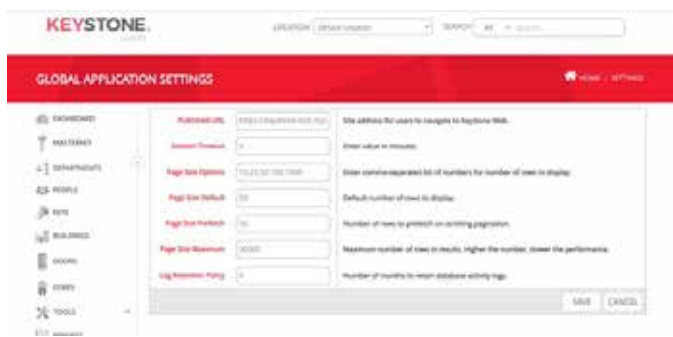 KEYSTONE
LOCATION Default Location SEARCH All
GLOBAL APPLICATION SETTINGS
HOME / SETTINGS
DASHBOARD
MASTERKEY
DEPARTMENTS
PEOPLE
KEYS
BUILDINGS
DOORS
CORES
TOOLS
Published URL Site address for users to navigate to Keystone Web.
Session Timeout Enter value in minutes.
Page Size Options Enter comma-separated list of numbers for number of rows to display.
Page Size Default Default number of rows to display.
Page Size Prefetch Number of rows to prefetch on scrolling pagination.
Page Size Maximum Maximum number of rows in results. Higher the number, slower the performance.
Log Retention Policy Number of months to retain database activity logs.
SAVE CANCEL